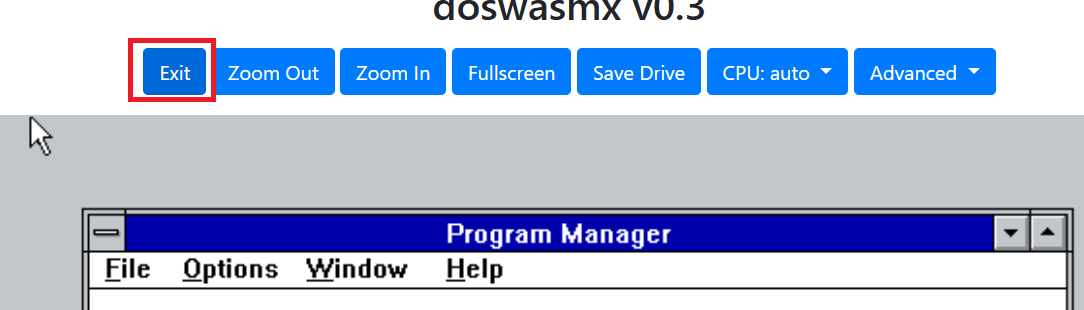 doswasmx v0.3
Exit Zoom Out Zoom In Fullscreen Save Drive CPU: auto Advanced
Program Manager
File Options Window Help